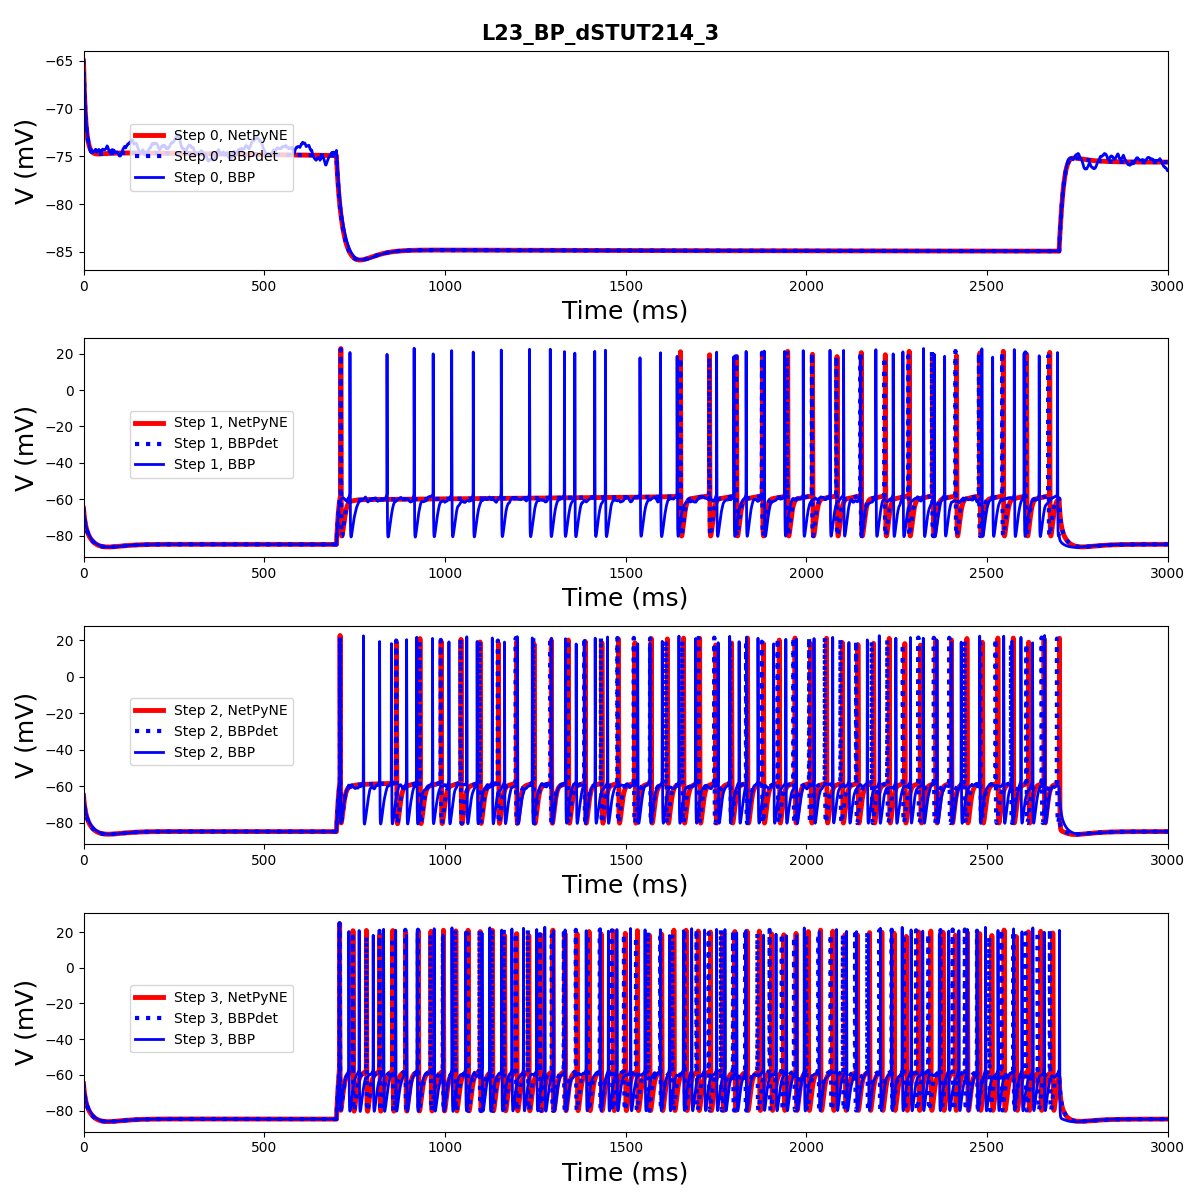 L23_BP_dSTUT214_3
−65
−70
−75
−80
−85
V (mV)
Step 0, NetPyNE
Step 0, BBPdet
Step 0, BBP
0 500 1000 1500 2000 2500 3000
Time (ms)
20
0
−20
−40
−60
−80
V (mV)
Step 1, NetPyNE
Step 1, BBPdet
Step 1, BBP
0 500 1000 1500 2000 2500 3000
Time (ms)
20
0
−20
−40
−60
−80
V (mV)
Step 2, NetPyNE
Step 2, BBPdet
Step 2, BBP
0 500 1000 1500 2000 2500 3000
Time (ms)
20
0
−20
−40
−60
−80
V (mV)
Step 3, NetPyNE
Step 3, BBPdet
Step 3, BBP
0 500 1000 1500 2000 2500 3000
Time (ms)